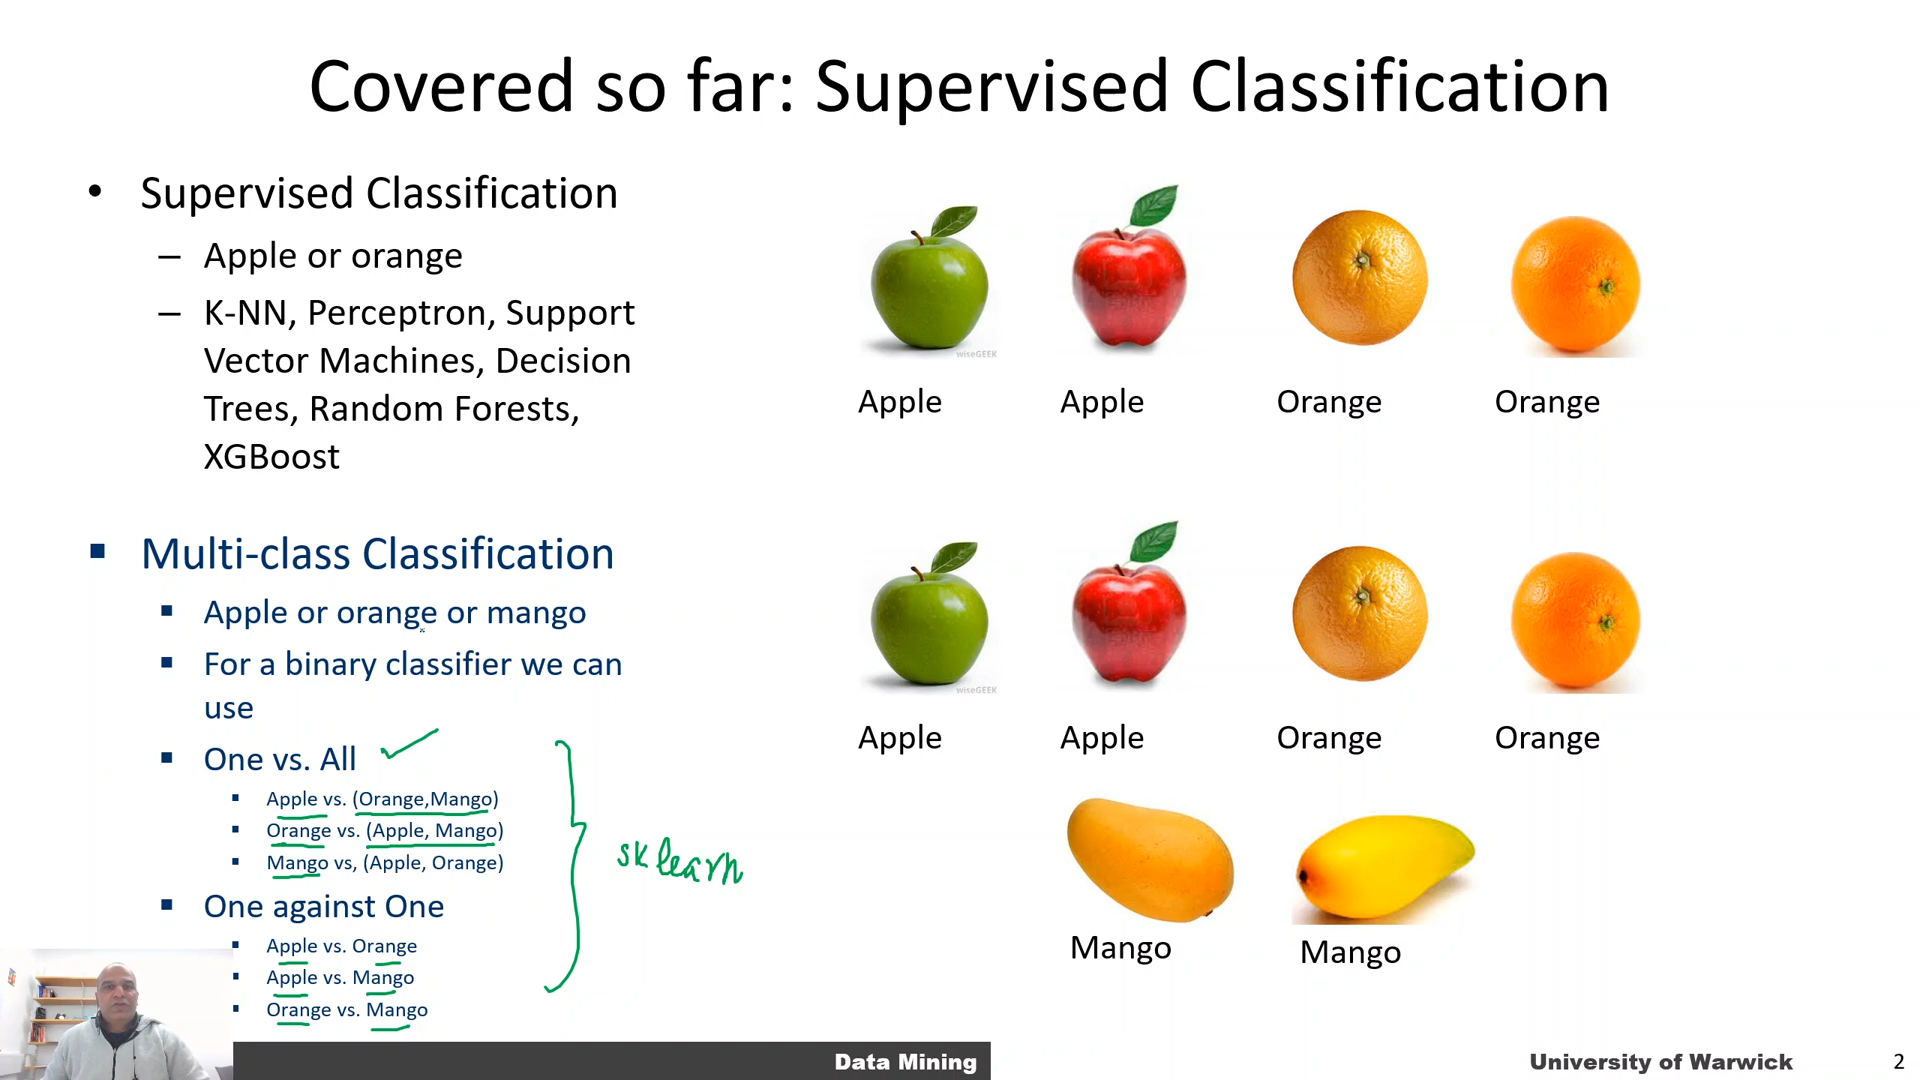 Covered so far: Supervised Classification
• Supervised Classification
– Apple or orange
– K-NN, Perceptron, Support
Vector Machines, Decision
Trees, Random Forests,
XGBoost
wiseGEEK
Apple Apple Orange Orange
▪ Multi-class Classification
▪ Apple or orange or mango
▪ For a binary classifier we can
use
▪ One vs. All
▪ Apple vs. (Orange,Mango)
▪ Orange vs. (Apple, Mango)
▪ Mango vs, (Apple, Orange)
▪ One against One
▪ Apple vs. Orange
▪ Apple vs. Mango
▪ Orange vs. Mango
sklearn
wiseGEEK
Apple Apple Orange Orange
Mango Mango
Data Mining
University of Warwick 2